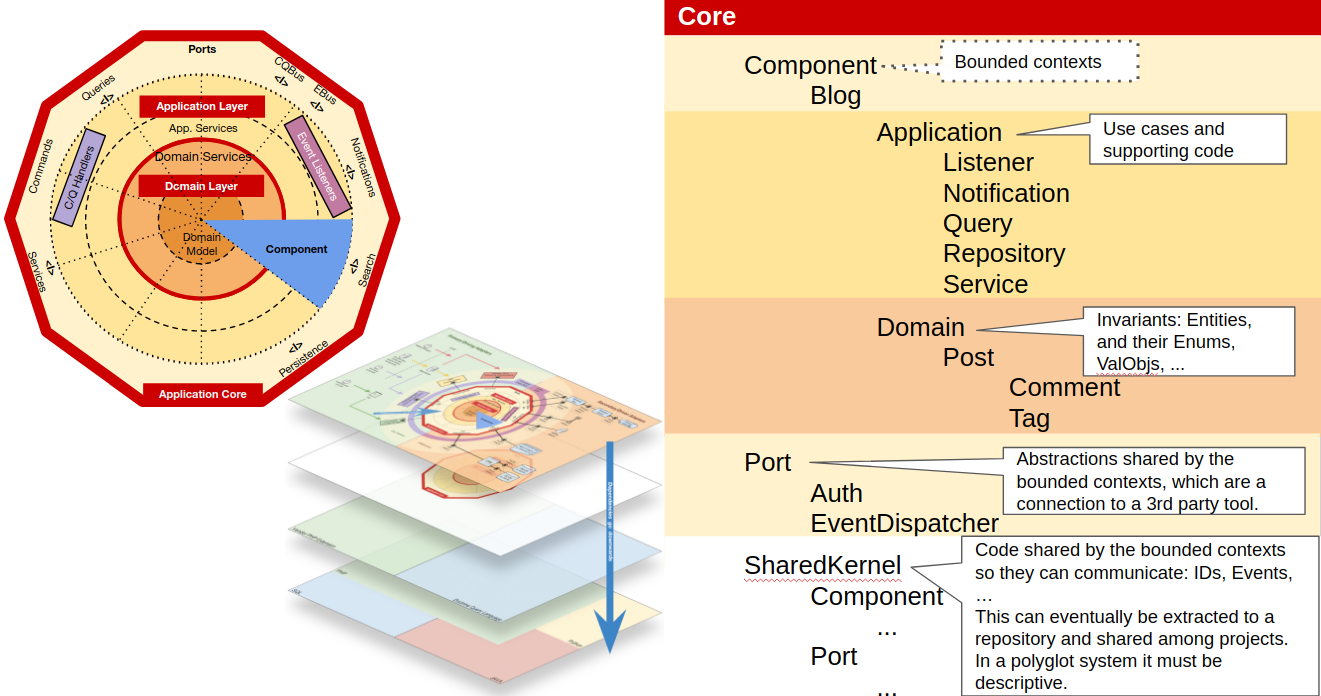 Ports
CQBus
</>
EBus
</>
Queries
</>
Application Layer
App. Services
Commands
C/Q Handlers
Event Listeners
Notifications
</>
Domain Services
Domain Layer
Domain
Model
Component
Services
</>
Search
</>
Persistence
</>
Application Core
Dependencies go downwards
Core
Component
Bounded contexts
Blog
Application
Use cases and
supporting code
Listener
Notification
Query
Repository
Service
Domain
Invariants: Entities,
and their Enums,
ValObjs, ...
Post
Comment
Tag
Port
Abstractions shared by the
bounded contexts, which are a
connection to a 3rd party tool.
Auth
EventDispatcher
SharedKernel
Code shared by the bounded contexts
so they can communicate: IDs, Events,
...
This can eventually be extracted to a
repository and shared among projects.
In a polyglot system it must be
descriptive.
Component
...
Port
...